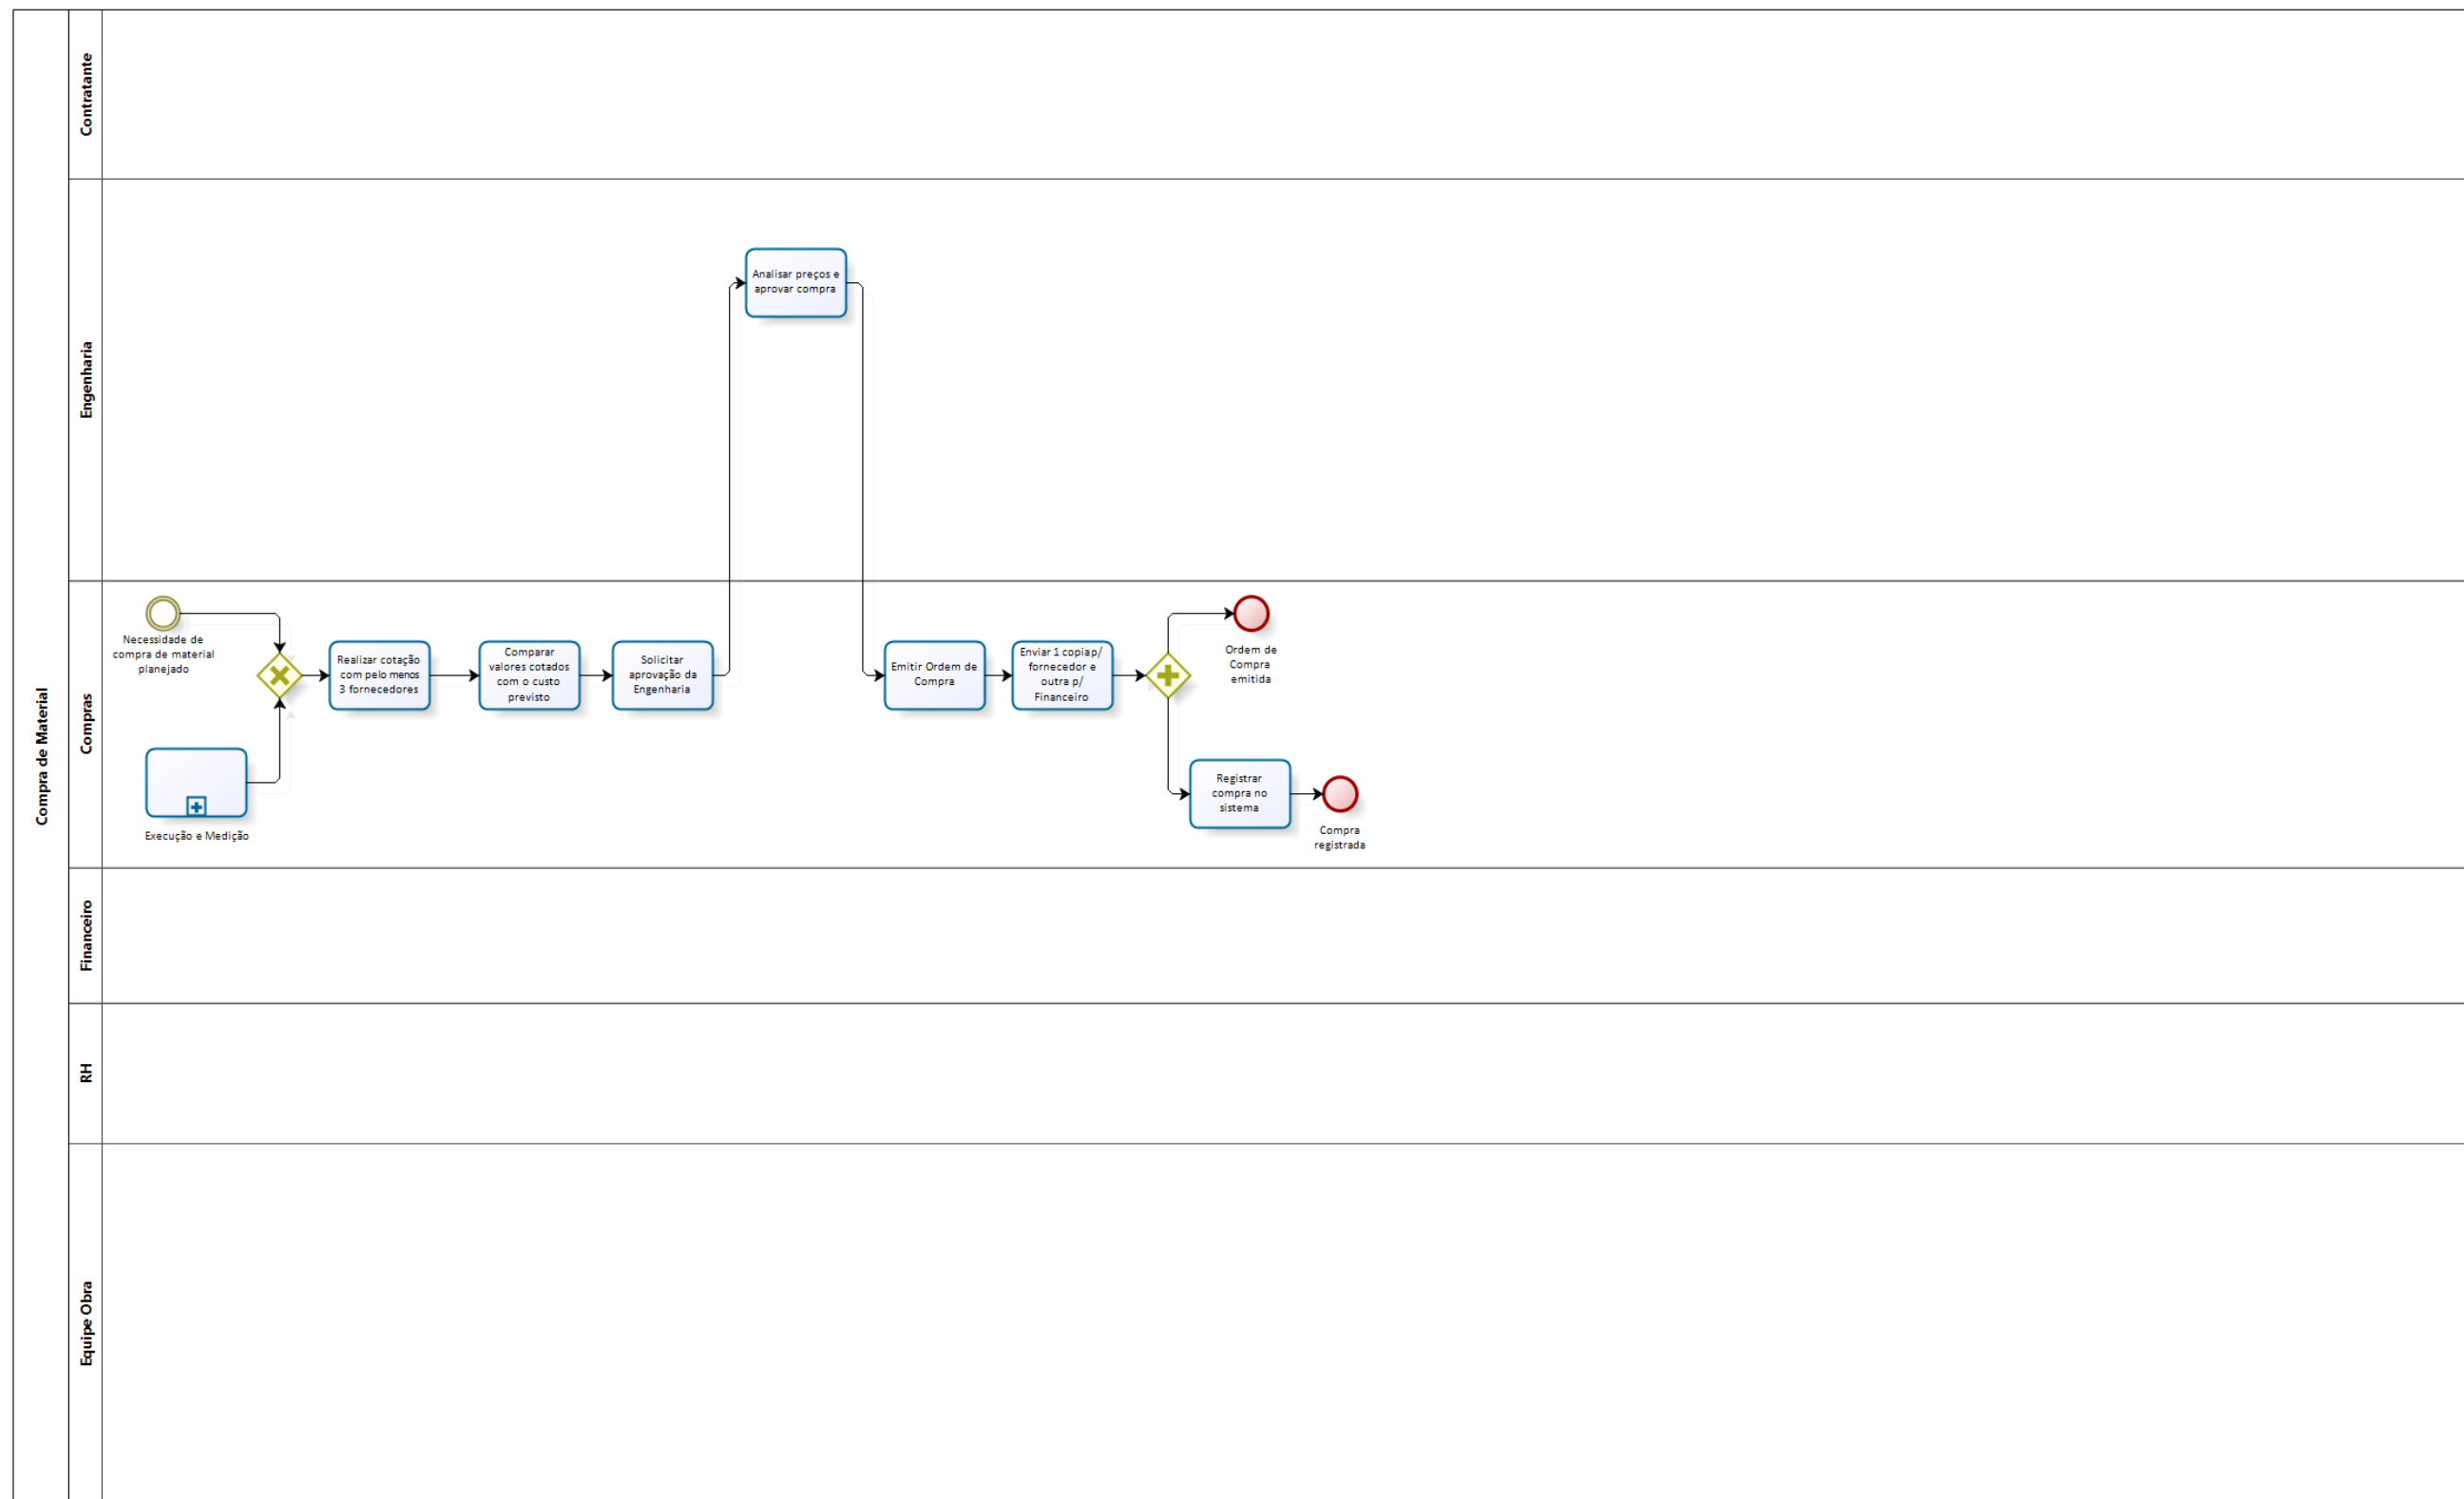 Compra de Material
Contratante
Engenharia
Analisar preços e
aprovar compra
Compras
Necessidade de
compra de material
planejado
Realizar cotação
com pelo menos
3 fornecedores
Comparar
valores cotados
com o custo
previsto
Solicitar
aprovação da
Engenharia
Emitir Ordem de
Compra
Enviar 1 copia p/
fornecedor e
outra p/
Financeiro
Ordem de
Compra
emitida
Execução e Medição
Registrar
compra no
sistema
Compra
registrada
Financeiro
RH
Equipe Obra